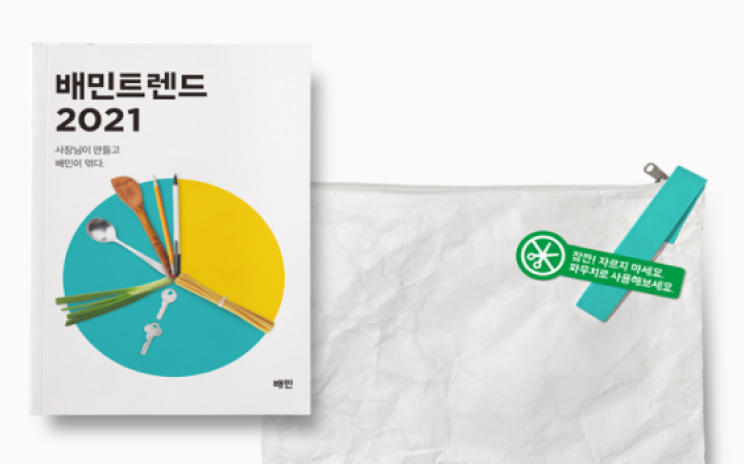 배민트렌드
2021
사장님이 만들고
배민이 엮다.
배민
잠깐! 자르지 마세요.
파우치로 사용해보세요.